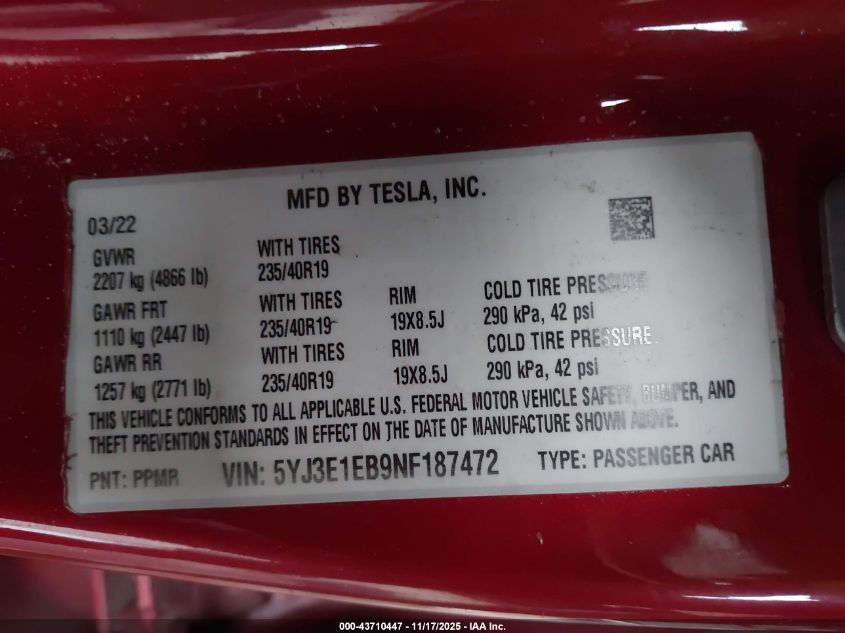 MFD BY TESLA, INC.
03/22
GVWR WITH TIRES
2207 kg (4866 lb) 235/40R19
GAWR FRT WITH TIRES RIM COLD TIRE PRESSURE
1110 kg (2447 lb) 235/40R19 19X8.5J 290 kPa, 42 psi
GAWR RR WITH TIRES RIM COLD TIRE PRESSURE
1257 kg (2771 lb) 235/40R19 19X8.5J 290 kPa, 42 psi
THIS VEHICLE CONFORMS TO ALL APPLICABLE U.S. FEDERAL MOTOR VEHICLE SAFETY, BUMPER, AND
THEFT PREVENTION STANDARDS IN EFFECT ON THE DATE OF MANUFACTURE SHOWN ABOVE.
PNT: PPMR VIN: 5YJ3E1EB9NF187472 TYPE: PASSENGER CAR
000-43710447 - 11/17/2025 - IAA Inc.